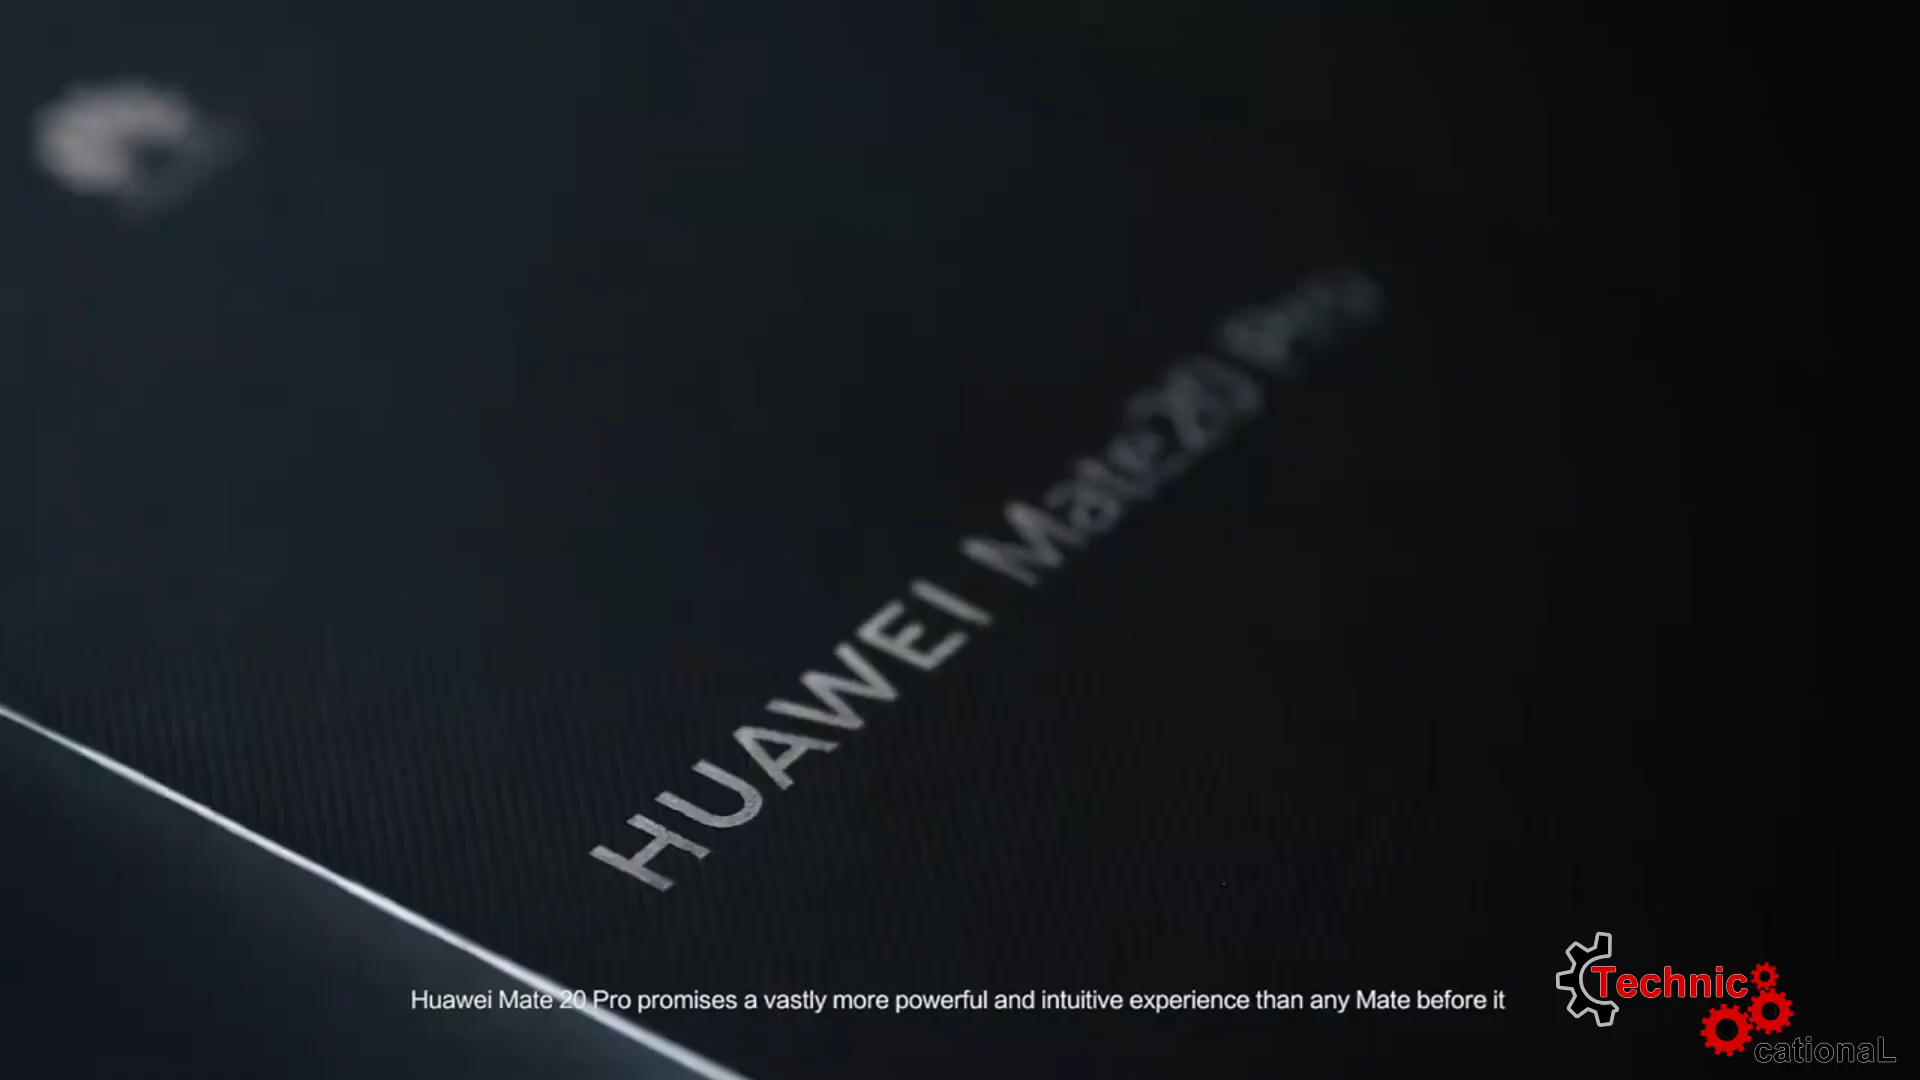 HUAWEI Mate20 Pro
Huawei Mate 20 Pro promises a vastly more powerful and intuitive experience than any Mate before it
Technic
cationaL